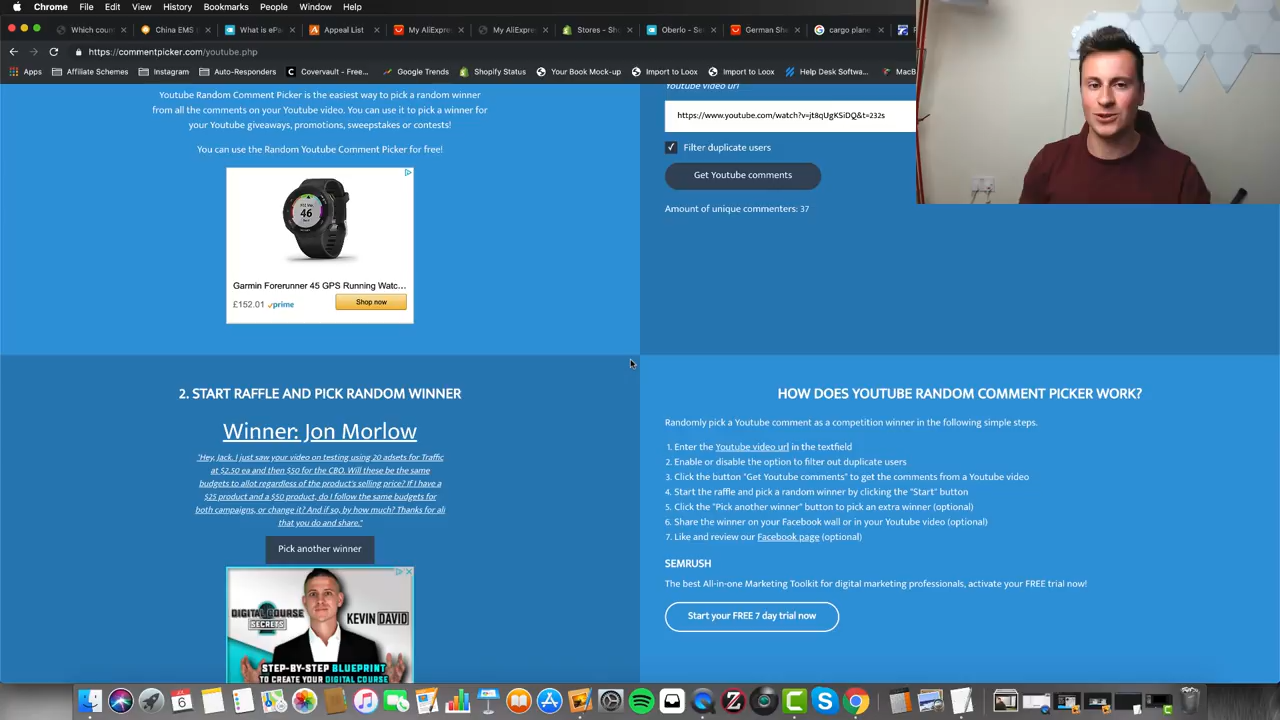 Chrome File Edit View History Bookmarks People Window Help
Which coun
China EMS
What is ePa
Appeal List
My AliExpre
My AliExpre
Stores - Sho
Oberlo - Se
German She
cargo plane
https://commentpicker.com/youtube.php
Apps Affiliate Schemes Instagram Auto-Responders Covervault - Free... Google Trends Shopify Status Your Book Mock-up Import to Loox Import to Loox Help Desk Softwa... MacB
Youtube Random Comment Picker is the easiest way to pick a random winner
from all the comments on your Youtube video. You can use it to pick a winner for
your Youtube giveaways, promotions, sweepstakes or contests!
You can use the Random Youtube Comment Picker for free!
46
Garmin Forerunner 45 GPS Running Watc...
£152.01 prime Shop now
Youtube video url
https://www.youtube.com/watch?v=jt8qUgKSiDQ&t=232s
Filter duplicate users
Get Youtube comments
Amount of unique commenters: 37
2. START RAFFLE AND PICK RANDOM WINNER
Winner: Jon Morlow
"Hey, Jack. I just saw your video on testing using 20 adsets for Traffic
at $2.50 ea and then $50 for the CBO. Will these be the same
budgets to allot regardless of the product's selling price? If I have a
$25 product and a $50 product, do I follow the same budgets for
both campaigns, or change it? And if so, by how much? Thanks for all
that you do and share."
Pick another winner
DIGITAL COURSE
SECRETS
KEVIN DAVID
STEP-BY-STEP BLUEPRINT
TO CREATE YOUR DIGITAL COURSE
HOW DOES YOUTUBE RANDOM COMMENT PICKER WORK?
Randomly pick a Youtube comment as a competition winner in the following simple steps.
1. Enter the Youtube video url in the textfield
2. Enable or disable the option to filter out duplicate users
3. Click the button "Get Youtube comments" to get the comments from a Youtube video
4. Start the raffle and pick a random winner by clicking the "Start" button
5. Click the "Pick another winner" button to pick an extra winner (optional)
6. Share the winner on your Facebook wall or in your Youtube video (optional)
7. Like and review our Facebook page (optional)
SEMRUSH
The best All-in-one Marketing Toolkit for digital marketing professionals, activate your FREE trial now!
Start your FREE 7 day trial now
6